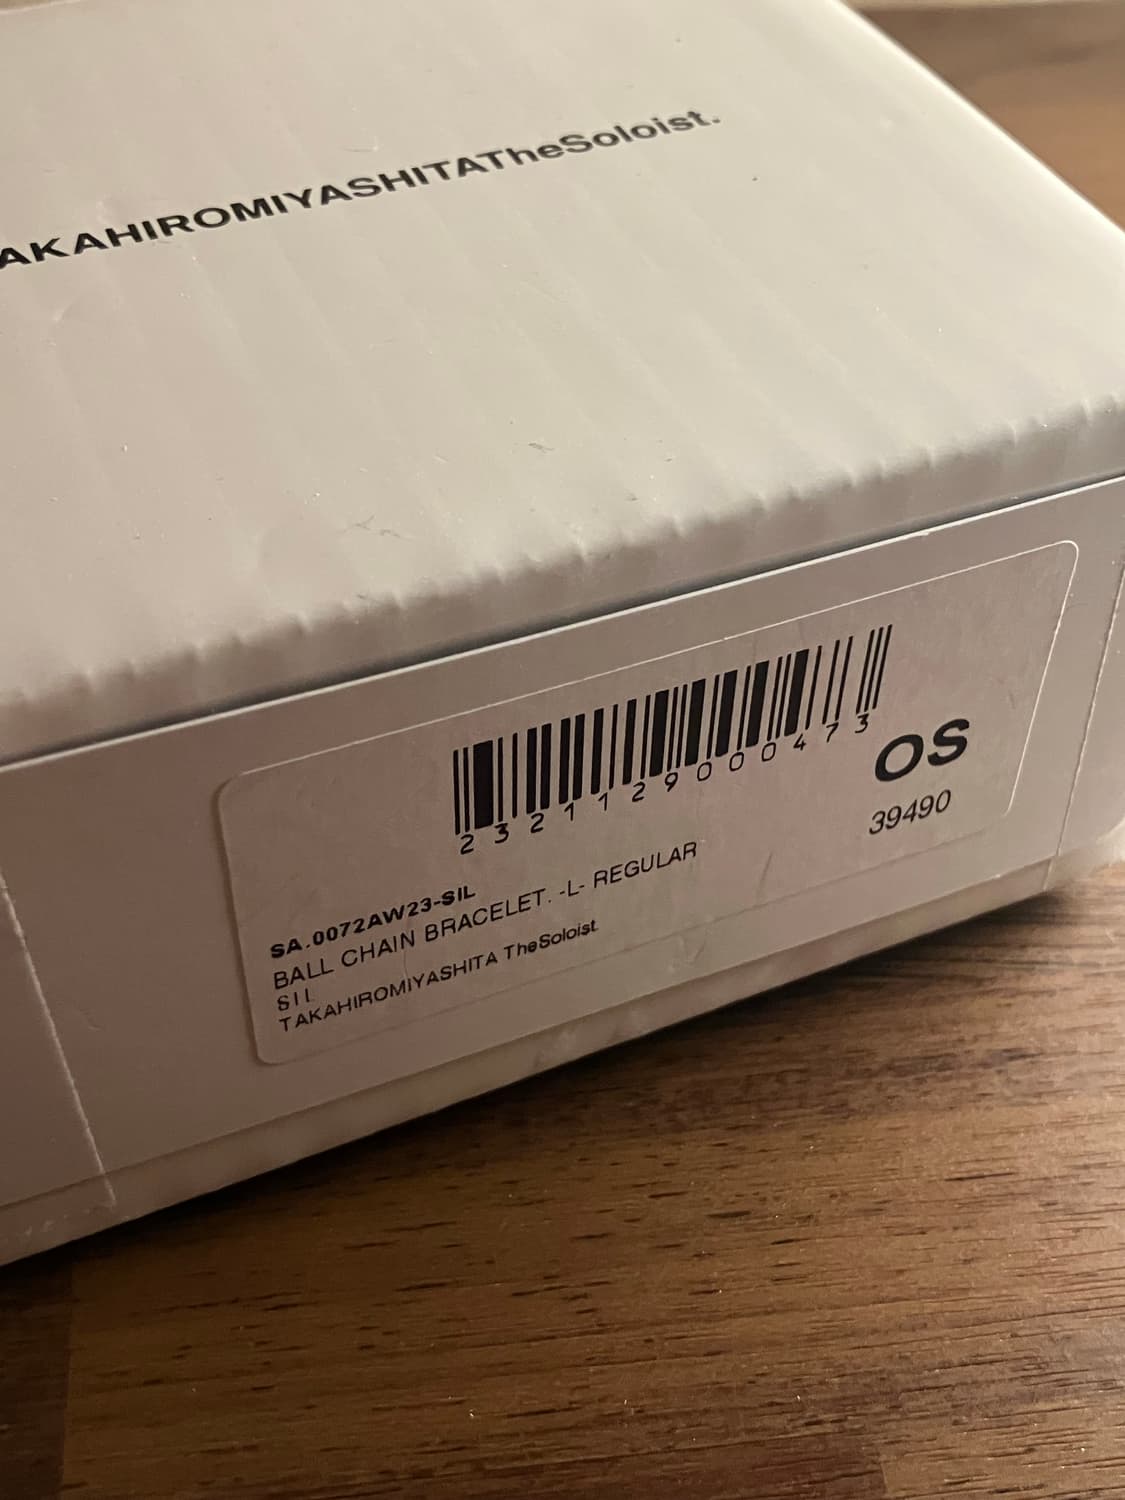 AKAHIROMIYASHITATheSoloist.
2321129000473
OS
39490
SA.0072AW23-SIL
BALL CHAIN BRACELET. -L- REGULAR
SIL
TAKAHIROMIYASHITA TheSoloist.